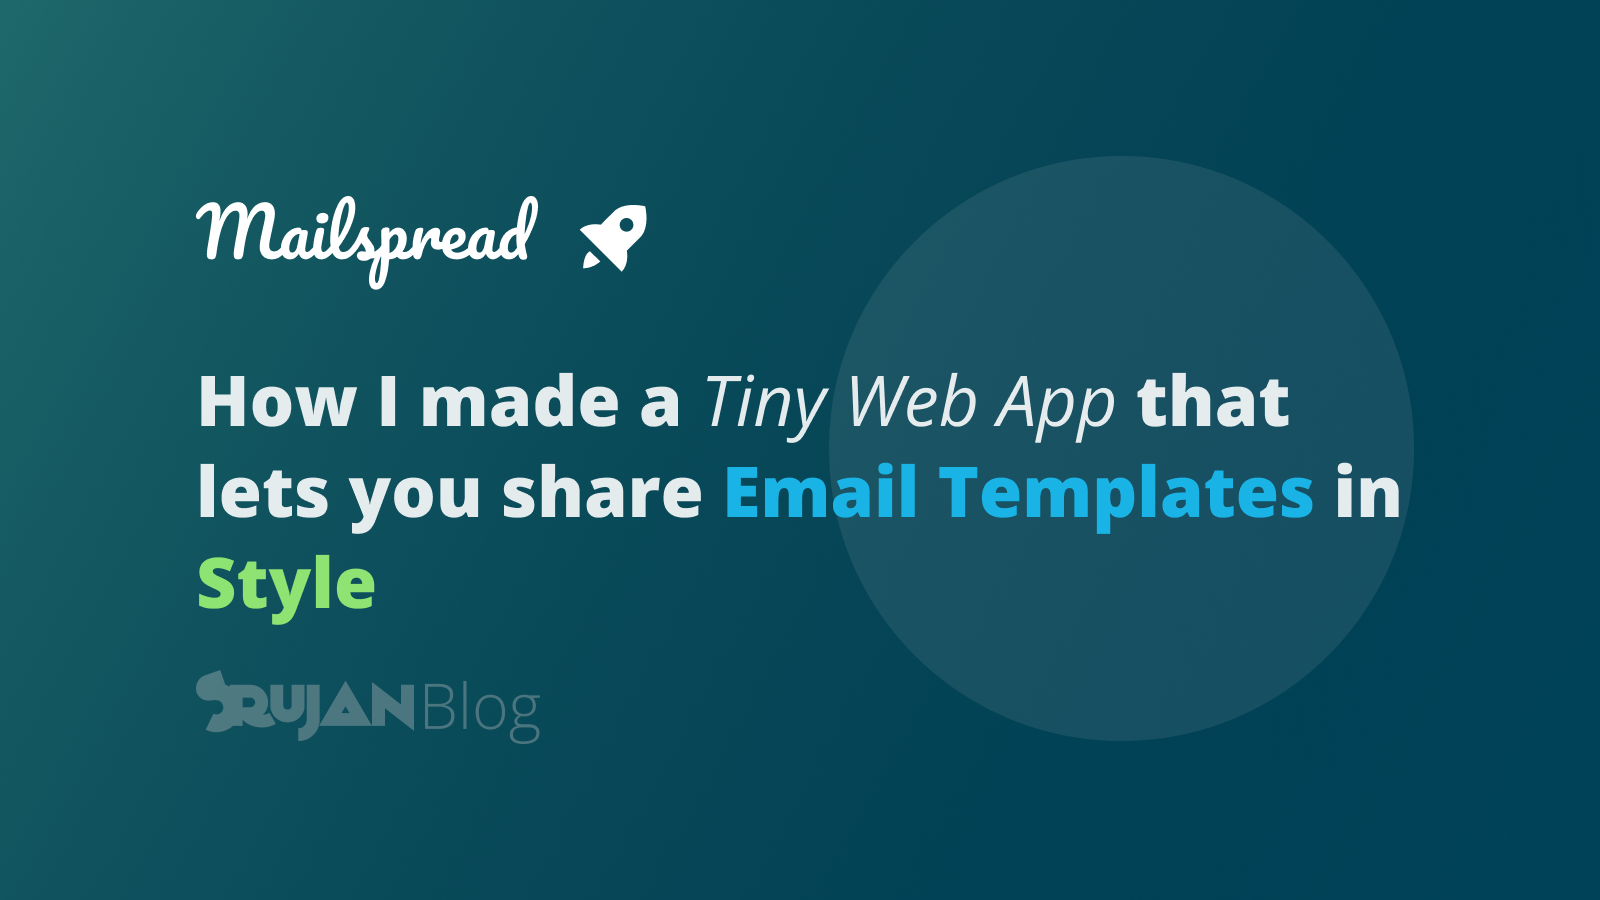 Mailspread
How I made a Tiny Web App that
lets you share Email Templates in
Style
SRUJAN Blog